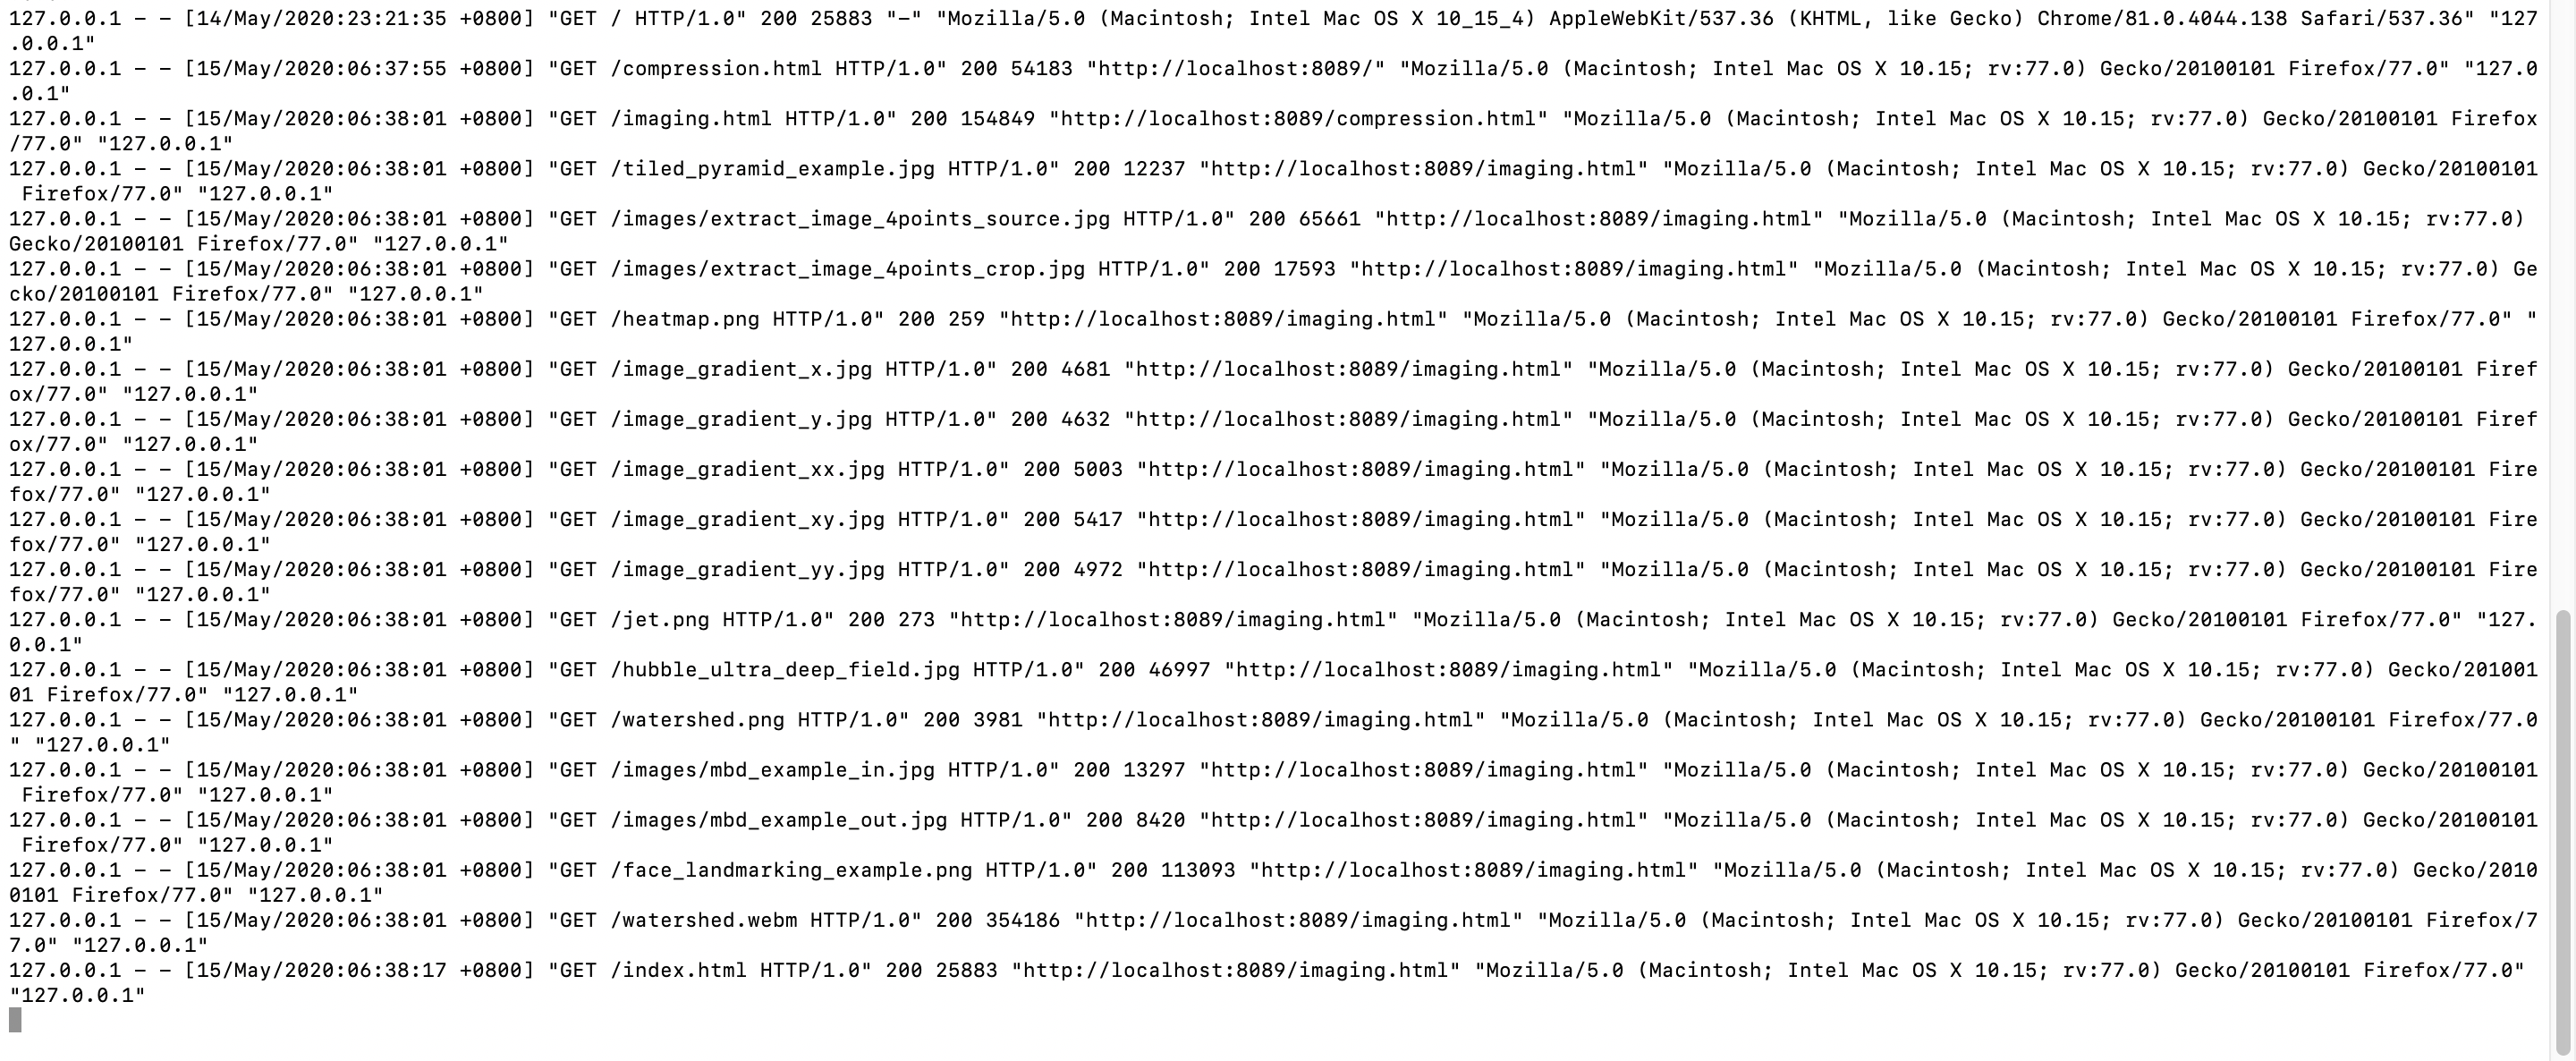 127.0.0.1 – – [14/May/2020:23:21:35 +0800] "GET / HTTP/1.0" 200 25883 "–" "Mozilla/5.0 (Macintosh; Intel Mac OS X 10_15_4) AppleWebKit/537.36 (KHTML, like Gecko) Chrome/81.0.4044.138 Safari/537.36" "127
.0.0.1"
127.0.0.1 – – [15/May/2020:06:37:55 +0800] "GET /compression.html HTTP/1.0" 200 54183 "http://localhost:8089/" "Mozilla/5.0 (Macintosh; Intel Mac OS X 10.15; rv:77.0) Gecko/20100101 Firefox/77.0" "127.0
.0.1"
127.0.0.1 – – [15/May/2020:06:38:01 +0800] "GET /imaging.html HTTP/1.0" 200 154849 "http://localhost:8089/compression.html" "Mozilla/5.0 (Macintosh; Intel Mac OS X 10.15; rv:77.0) Gecko/20100101 Firefox
/77.0" "127.0.0.1"
127.0.0.1 – – [15/May/2020:06:38:01 +0800] "GET /tiled_pyramid_example.jpg HTTP/1.0" 200 12237 "http://localhost:8089/imaging.html" "Mozilla/5.0 (Macintosh; Intel Mac OS X 10.15; rv:77.0) Gecko/20100101
 Firefox/77.0" "127.0.0.1"
127.0.0.1 – – [15/May/2020:06:38:01 +0800] "GET /images/extract_image_4points_source.jpg HTTP/1.0" 200 65661 "http://localhost:8089/imaging.html" "Mozilla/5.0 (Macintosh; Intel Mac OS X 10.15; rv:77.0)
Gecko/20100101 Firefox/77.0" "127.0.0.1"
127.0.0.1 – – [15/May/2020:06:38:01 +0800] "GET /images/extract_image_4points_crop.jpg HTTP/1.0" 200 17593 "http://localhost:8089/imaging.html" "Mozilla/5.0 (Macintosh; Intel Mac OS X 10.15; rv:77.0) Ge
cko/20100101 Firefox/77.0" "127.0.0.1"
127.0.0.1 – – [15/May/2020:06:38:01 +0800] "GET /heatmap.png HTTP/1.0" 200 259 "http://localhost:8089/imaging.html" "Mozilla/5.0 (Macintosh; Intel Mac OS X 10.15; rv:77.0) Gecko/20100101 Firefox/77.0" "
127.0.0.1"
127.0.0.1 – – [15/May/2020:06:38:01 +0800] "GET /image_gradient_x.jpg HTTP/1.0" 200 4681 "http://localhost:8089/imaging.html" "Mozilla/5.0 (Macintosh; Intel Mac OS X 10.15; rv:77.0) Gecko/20100101 Firef
ox/77.0" "127.0.0.1"
127.0.0.1 – – [15/May/2020:06:38:01 +0800] "GET /image_gradient_y.jpg HTTP/1.0" 200 4632 "http://localhost:8089/imaging.html" "Mozilla/5.0 (Macintosh; Intel Mac OS X 10.15; rv:77.0) Gecko/20100101 Firef
ox/77.0" "127.0.0.1"
127.0.0.1 – – [15/May/2020:06:38:01 +0800] "GET /image_gradient_xx.jpg HTTP/1.0" 200 5003 "http://localhost:8089/imaging.html" "Mozilla/5.0 (Macintosh; Intel Mac OS X 10.15; rv:77.0) Gecko/20100101 Fire
fox/77.0" "127.0.0.1"
127.0.0.1 – – [15/May/2020:06:38:01 +0800] "GET /image_gradient_xy.jpg HTTP/1.0" 200 5417 "http://localhost:8089/imaging.html" "Mozilla/5.0 (Macintosh; Intel Mac OS X 10.15; rv:77.0) Gecko/20100101 Fire
fox/77.0" "127.0.0.1"
127.0.0.1 – – [15/May/2020:06:38:01 +0800] "GET /image_gradient_yy.jpg HTTP/1.0" 200 4972 "http://localhost:8089/imaging.html" "Mozilla/5.0 (Macintosh; Intel Mac OS X 10.15; rv:77.0) Gecko/20100101 Fire
fox/77.0" "127.0.0.1"
127.0.0.1 – – [15/May/2020:06:38:01 +0800] "GET /jet.png HTTP/1.0" 200 273 "http://localhost:8089/imaging.html" "Mozilla/5.0 (Macintosh; Intel Mac OS X 10.15; rv:77.0) Gecko/20100101 Firefox/77.0" "127.
0.0.1"
127.0.0.1 – – [15/May/2020:06:38:01 +0800] "GET /hubble_ultra_deep_field.jpg HTTP/1.0" 200 46997 "http://localhost:8089/imaging.html" "Mozilla/5.0 (Macintosh; Intel Mac OS X 10.15; rv:77.0) Gecko/201001
01 Firefox/77.0" "127.0.0.1"
127.0.0.1 – – [15/May/2020:06:38:01 +0800] "GET /watershed.png HTTP/1.0" 200 3981 "http://localhost:8089/imaging.html" "Mozilla/5.0 (Macintosh; Intel Mac OS X 10.15; rv:77.0) Gecko/20100101 Firefox/77.0
" "127.0.0.1"
127.0.0.1 – – [15/May/2020:06:38:01 +0800] "GET /images/mbd_example_in.jpg HTTP/1.0" 200 13297 "http://localhost:8089/imaging.html" "Mozilla/5.0 (Macintosh; Intel Mac OS X 10.15; rv:77.0) Gecko/20100101
 Firefox/77.0" "127.0.0.1"
127.0.0.1 – – [15/May/2020:06:38:01 +0800] "GET /images/mbd_example_out.jpg HTTP/1.0" 200 8420 "http://localhost:8089/imaging.html" "Mozilla/5.0 (Macintosh; Intel Mac OS X 10.15; rv:77.0) Gecko/20100101
 Firefox/77.0" "127.0.0.1"
127.0.0.1 – – [15/May/2020:06:38:01 +0800] "GET /face_landmarking_example.png HTTP/1.0" 200 113093 "http://localhost:8089/imaging.html" "Mozilla/5.0 (Macintosh; Intel Mac OS X 10.15; rv:77.0) Gecko/2010
0101 Firefox/77.0" "127.0.0.1"
127.0.0.1 – – [15/May/2020:06:38:01 +0800] "GET /watershed.webm HTTP/1.0" 200 354186 "http://localhost:8089/imaging.html" "Mozilla/5.0 (Macintosh; Intel Mac OS X 10.15; rv:77.0) Gecko/20100101 Firefox/7
7.0" "127.0.0.1"
127.0.0.1 – – [15/May/2020:06:38:17 +0800] "GET /index.html HTTP/1.0" 200 25883 "http://localhost:8089/imaging.html" "Mozilla/5.0 (Macintosh; Intel Mac OS X 10.15; rv:77.0) Gecko/20100101 Firefox/77.0"
"127.0.0.1"